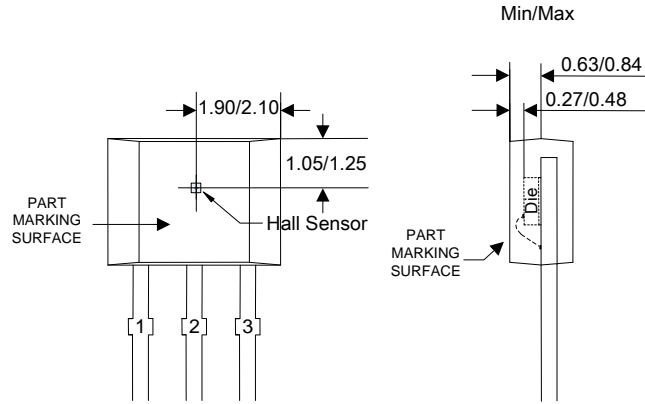 Min/Max
0.63/0.84
1.90/2.10
0.27/0.48
1.05/1.25
PART
MARKING
SURFACE
Hall Sensor
Die
PART
MARKING
SURFACE
1 2 3